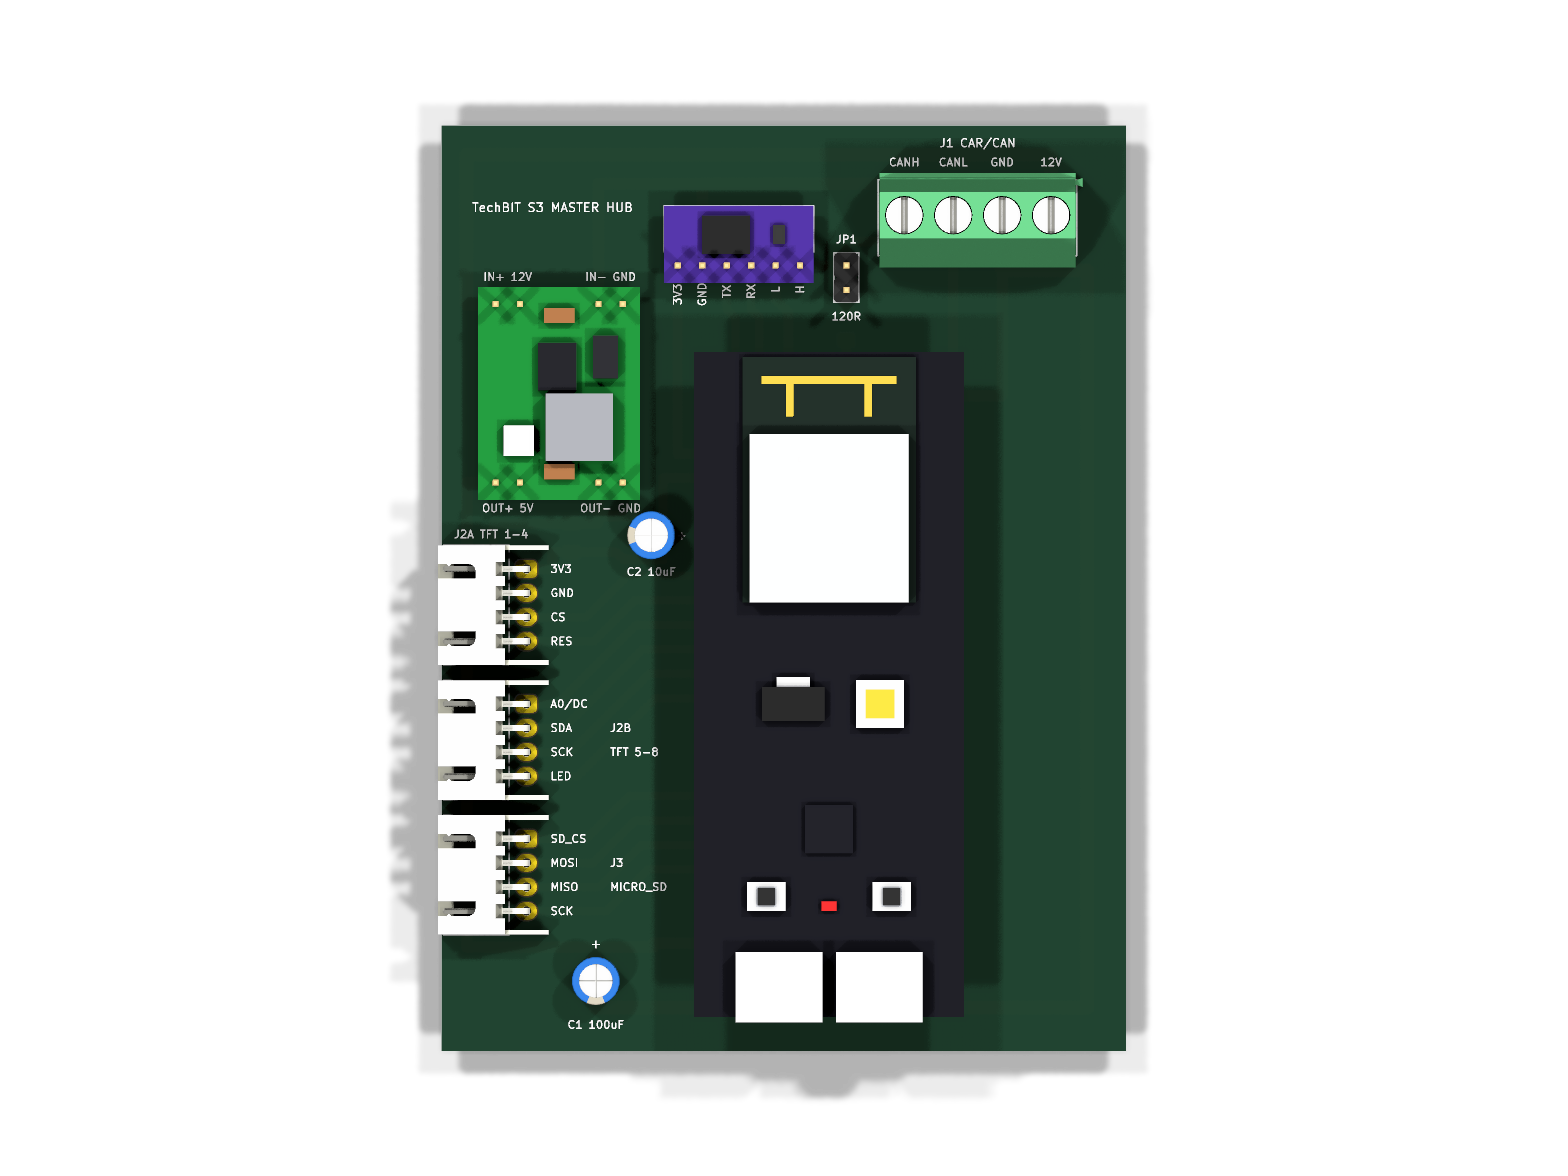 J1 CAR/CAN
CANH CANL GND 12V
TechBIT S3 MASTER HUB
JP1
IN+ 12V IN- GND
3V3 GND TX RX L H
120R
OUT+ 5V OUT- GND
J2A TFT 1-4
3V3
C2 10uF
GND
CS
RES
A0/DC
SDA J2B
SCK TFT 5-8
LED
SD_CS
MOSI J3
MISO MICRO_SD
SCK
+
C1 100uF